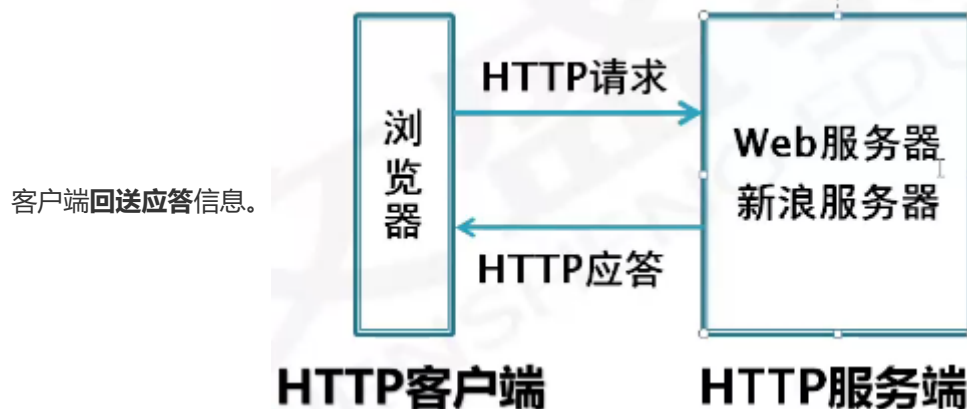 客户端回送应答信息。
浏
览
器
HTTP请求
HTTP应答
Web服务器
新浪服务器
HTTP客户端
HTTP服务端